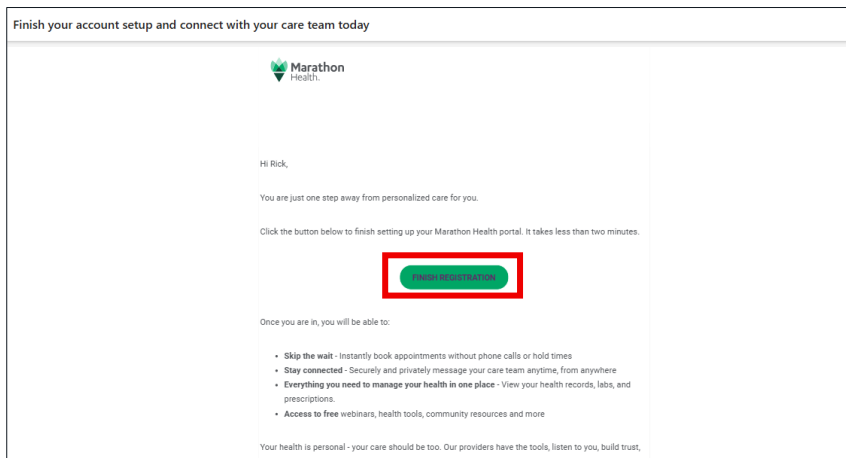 Finish your account setup and connect with your care team today
Marathon
Health.
Hi Rick,
You are just one step away from personalized care for you.
Click the button below to finish setting up your Marathon Health portal. It takes less than two minutes.
FINISH REGISTRATION
Once you are in, you will be able to:
• Skip the wait - Instantly book appointments without phone calls or hold times
• Stay connected - Securely and privately message your care team anytime, from anywhere
• Everything you need to manage your health in one place - View your health records, labs, and
prescriptions.
• Access to free webinars, health tools, community resources and more
Your health is personal - your care should be too. Our providers have the tools, listen to you, build trust,